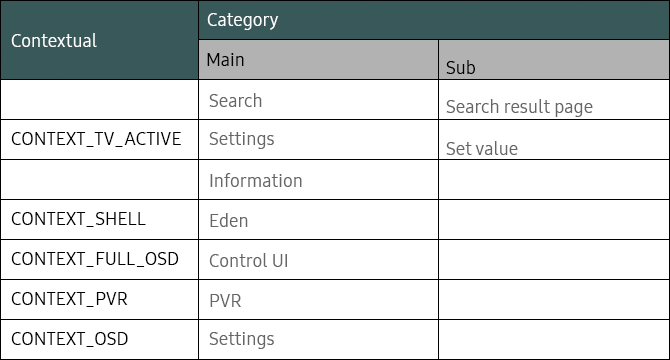 Contextual
Category
Main
Sub
Search
Search result page
CONTEXT_TV_ACTIVE
Settings
Set value
Information
CONTEXT_SHELL
Eden
CONTEXT_FULL_OSD
Control UI
CONTEXT_PVR
PVR
CONTEXT_OSD
Settings